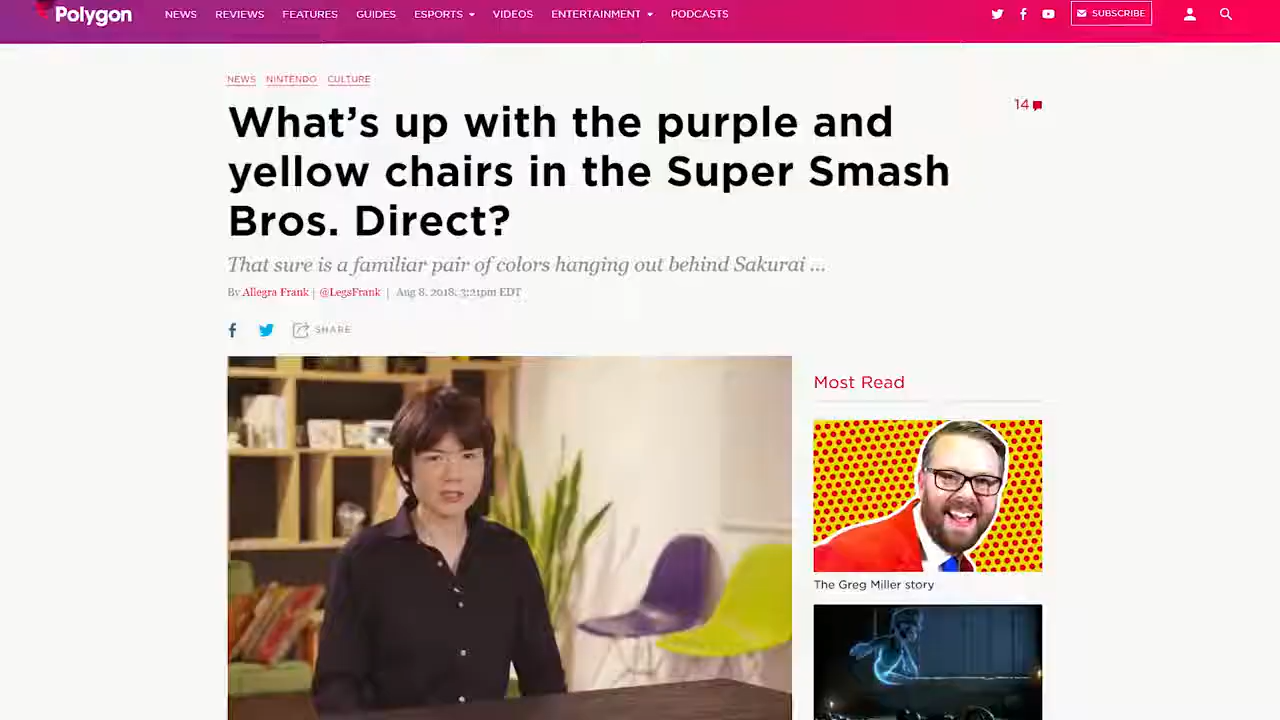 Polygon
NEWS REVIEWS FEATURES GUIDES ESPORTS VIDEOS ENTERTAINMENT PODCASTS
SUBSCRIBE
NEWS NINTENDO CULTURE
14
What's up with the purple and
yellow chairs in the Super Smash
Bros. Direct?
That sure is a familiar pair of colors hanging out behind Sakurai ...
By Allegra Frank | @LegsFrank | Aug 8, 2018, 3:21pm EDT
SHARE
Most Read
The Greg Miller story